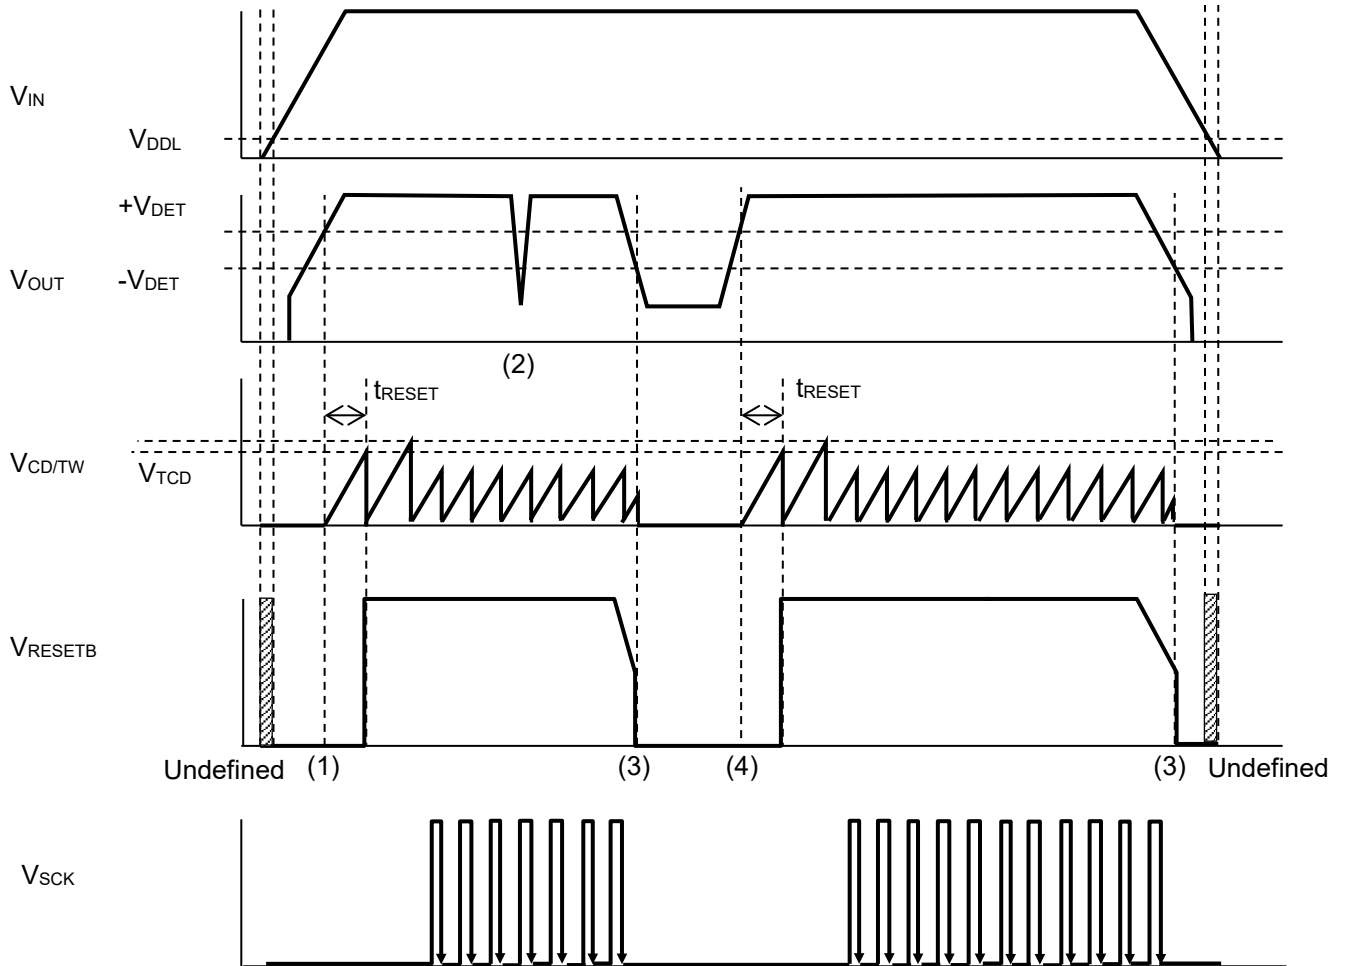 VIN
VDDL
+VDET
VOUT
-VDET
(2)
tRESET
tRESET
VCD/TW
VTCD
VRESETB
Undefined
(1)
(3)
(4)
(3)
Undefined
VSCK